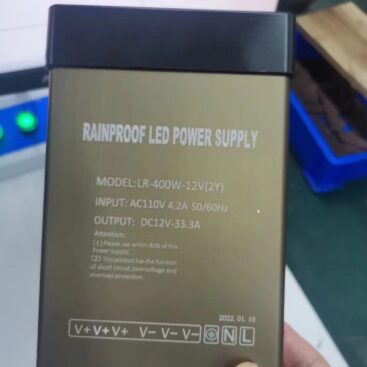 RAINPROOF LED POWER SUPPLY
MODEL:LR-400W-12V(2Y)
INPUT: AC110V 4.2A 50/60Hz
OUTPUT: DC12V-33.3A
Attention:
(1) Please use within 80% of this
Power supply.
(2) This product has the function
of short circuit,overvoltage and
plverload protection.
2022.01.10
V+ V+ V+ V- V- V- N L